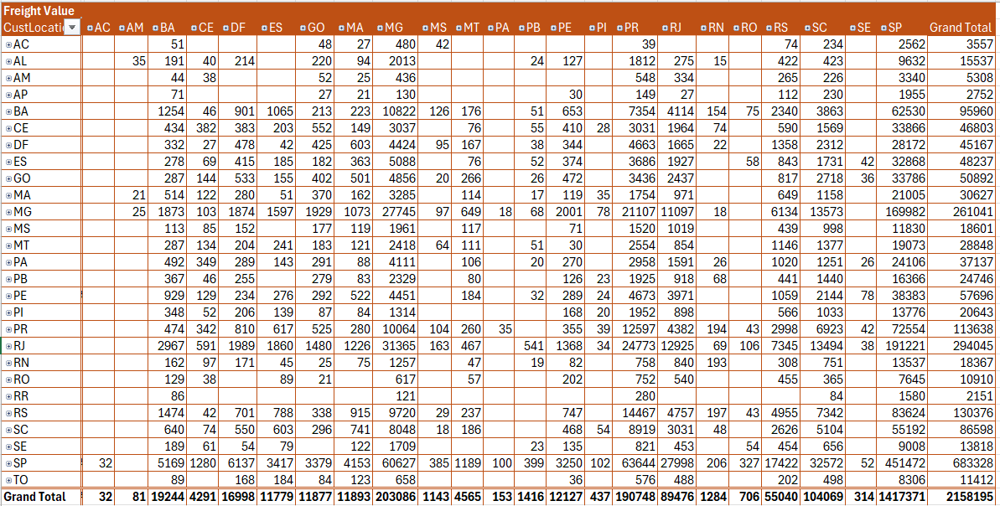 Freight Value
CustLocati AC AM BA CE DF ES GO MA MG MS MT PA PB PE PI PR RJ RN RO RS SC SE SP Grand Total
AC 51 48 27 480 42 39 74 234 2562 3557
AL 35 191 40 214 220 94 2013 24 127 1812 275 15 422 423 9632 15537
AM 44 38 52 25 436 548 334 265 226 3340 5308
AP 71 27 21 130 30 149 27 112 230 1955 2752
BA 1254 46 901 1065 213 223 10822 126 176 51 653 7354 4114 154 75 2340 3863 62530 95960
CE 434 382 383 203 552 149 3037 76 55 410 28 3031 1964 74 590 1569 33866 46803
DF 332 27 478 42 425 603 4424 95 167 38 344 4663 1665 22 1358 2312 28172 45167
ES 278 69 415 185 182 363 5088 76 52 374 3686 1927 58 843 1731 42 32868 48237
GO 287 144 533 155 402 501 4856 20 266 26 472 3436 2437 817 2718 36 33786 50892
MA 21 514 122 280 51 370 162 3285 114 17 119 35 1754 971 649 1158 21005 30627
MG 25 1873 103 1874 1597 1929 1073 27745 97 649 18 68 2001 78 21107 11097 18 6134 13573 169982 261041
MS 113 85 152 177 119 1961 117 71 1520 1019 439 998 11830 18601
MT 287 134 204 241 183 121 2418 64 111 51 30 2554 854 1146 1377 19073 28848
PA 492 349 289 143 291 88 4111 106 20 270 2958 1591 26 1020 1251 26 24106 37137
PB 367 46 255 279 83 2329 80 126 23 1925 918 68 441 1440 16366 24746
PE 929 129 234 276 292 522 4451 184 32 289 24 4673 3971 1059 2144 78 38383 57696
PI 348 52 206 139 87 84 1314 168 20 1952 898 566 1033 13776 20643
PR 474 342 810 617 525 280 10064 104 260 35 355 39 12597 4382 194 43 2998 6923 42 72554 113638
RJ 2967 591 1989 1860 1480 1226 31365 163 467 541 1368 34 24773 12925 69 106 7345 13494 38 191221 294045
RN 162 97 171 45 25 75 1257 47 19 82 758 840 193 308 751 13537 18367
RO 129 38 89 21 617 57 202 752 540 455 365 7645 10910
RR 86 121 280 84 1580 2151
RS 1474 42 701 788 338 915 9720 29 237 747 14467 4757 197 43 4955 7342 83624 130376
SC 640 74 550 603 296 741 8048 18 186 468 54 8919 3031 48 2626 5104 55192 86598
SE 189 61 54 79 122 1709 23 135 821 453 54 454 656 9008 13818
SP 32 5169 1280 6137 3417 3379 4153 60627 385 1189 100 399 3250 102 63644 27998 206 327 17422 32572 52 451472 683328
TO 89 168 184 84 123 658 36 576 488 202 498 8306 11412
Grand Total 32 81 19244 4291 16998 11779 11877 11893 203086 1143 4565 153 1416 12127 437 190748 89476 1284 706 55040 104069 314 1417371 2158195